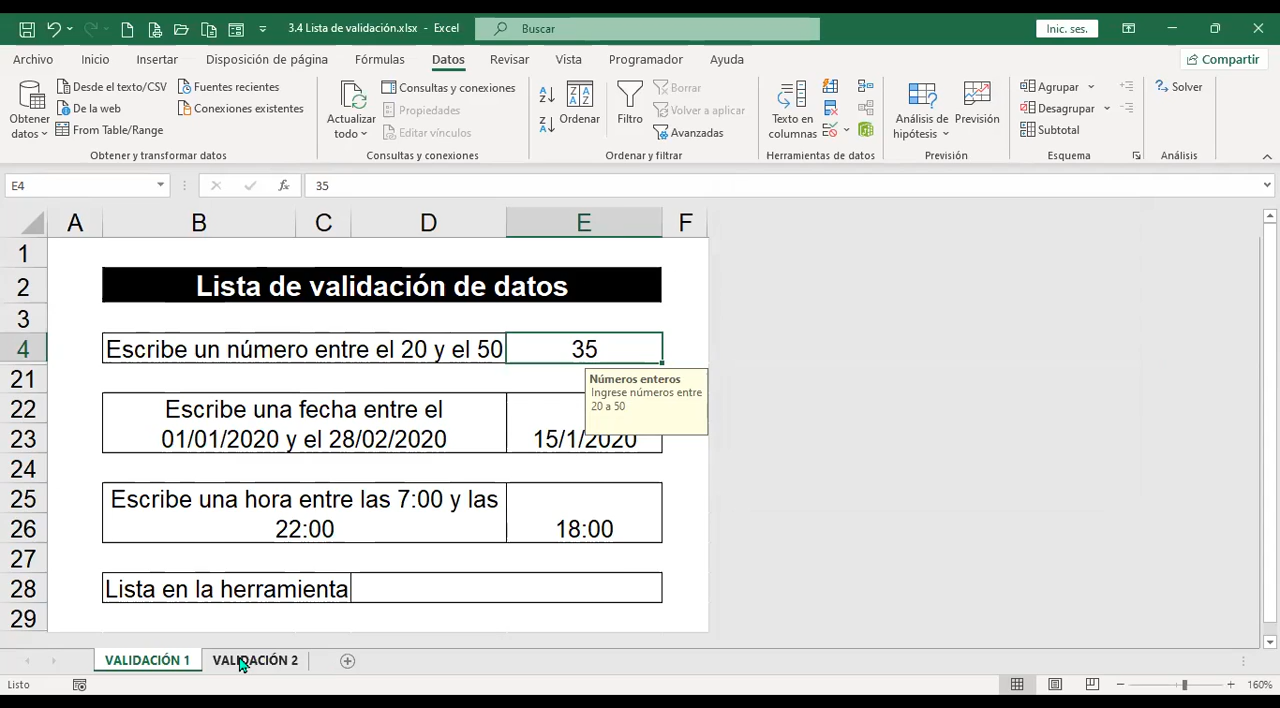 3.4 Lista de validación.xlsx - Excel
Buscar
Inic. ses.
Archivo Inicio Insertar Disposición de página Fórmulas Datos Revisar Vista Programador Ayuda
Compartir
Obtener datos
Desde el texto/CSV
De la web
From Table/Range
Fuentes recientes
Conexiones existentes
Obtener y transformar datos
Actualizar todo
Consultas y conexiones
Propiedades
Editar vínculos
Consultas y conexiones
Ordenar
Filtro
Borrar
Volver a aplicar
Avanzadas
Ordenar y filtrar
Texto en columnas
Herramientas de datos
Análisis de hipótesis
Previsión
Previsión
Agrupar
Desagrupar
Subtotal
Esquema
Solver
Análisis
E4
fx
35
A B C D E F
1
2 Lista de validación de datos
3
4 Escribe un número entre el 20 y el 50 35
Números enteros
Ingrese números entre
20 a 50
21
22 Escribe una fecha entre el
23 01/01/2020 y el 28/02/2020 15/1/2020
24
25 Escribe una hora entre las 7:00 y las
26 22:00 18:00
27
28 Lista en la herramienta
29
VALIDACIÓN 1 VALIDACIÓN 2
Listo
160%